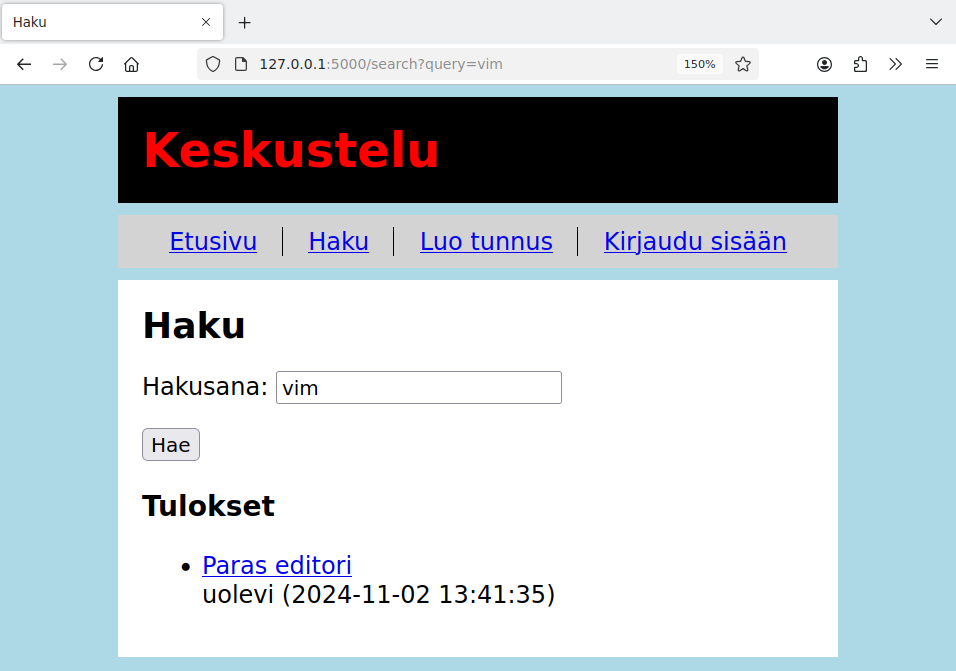 Haku
127.0.0.1:5000/search?query=vim 150%
Keskustelu
Etusivu Haku Luo tunnus Kirjaudu sisään
Haku
Hakusana: vim
Hae
Tulokset
Paras editori
uolevi (2024-11-02 13:41:35)